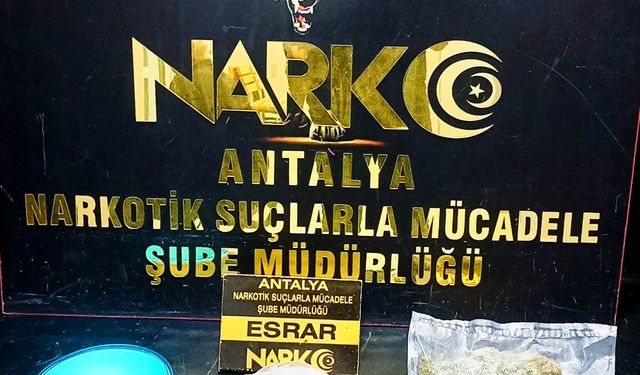 NARKO
ANTALYA
NARKOTİK SUÇLARLA MÜCADELE
ŞUBE MÜDÜRLÜĞÜ
ANTALYA
NARKOTİK SUÇLARLA MÜCADELE
ŞUBE MÜDÜRLÜĞÜ
ESRAR
NARKO